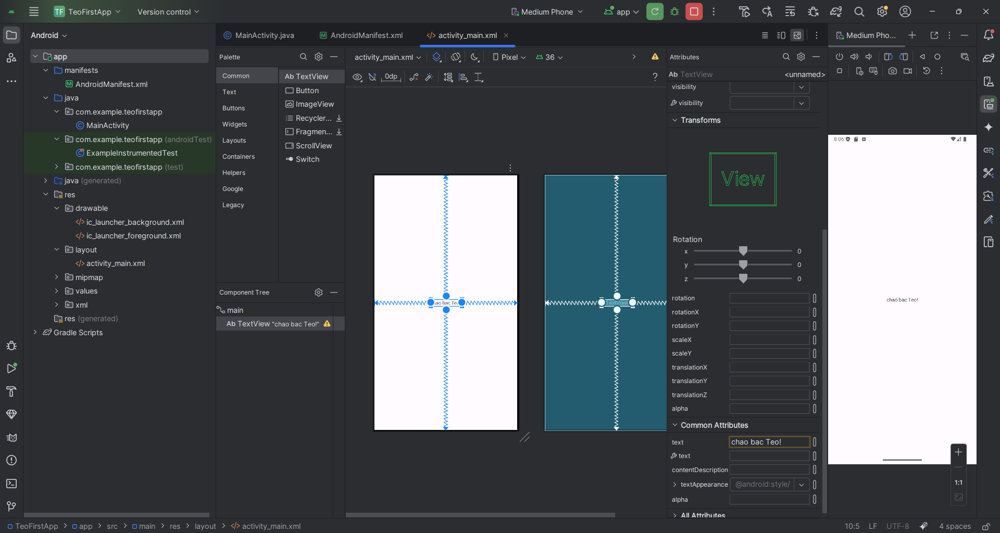 TF TeoFirstApp Version control Medium Phone app
Android
app
manifests
AndroidManifest.xml
java
com.example.teofirstapp
MainActivity
com.example.teofirstapp (androidTest)
ExampleInstrumentedTest
com.example.teofirstapp (test)
java (generated)
res
drawable
ic_launcher_background.xml
ic_launcher_foreground.xml
layout
activity_main.xml
mipmap
values
xml
res (generated)
Gradle Scripts
MainActivity.java AndroidManifest.xml activity_main.xml
Palette
Common
Text
Buttons
Widgets
Layouts
Containers
Helpers
Google
Legacy
Ab TextView
Button
ImageView
Recycler...
Fragmen...
ScrollView
Switch
Component Tree
main
Ab TextView "chao bac Teo!"
activity_main.xml Pixel 36
0dp ?
TextView
Attributes
Ab TextView <unnamed>
visibility
visibility
Transforms
View
Rotation
x 0
y 0
z 0
rotation
rotationX
rotationY
scaleX
scaleY
translationX
translationY
translationZ
alpha
Common Attributes
text chao bac Teo!
text
contentDescription
textAppearance @android:style/
alpha
All Attributes
Medium Pho...
8:06
chao bac Teo!
1:1
TeoFirstApp > app > src > main > res > layout > activity_main.xml
10:5 LF UTF-8 4 spaces